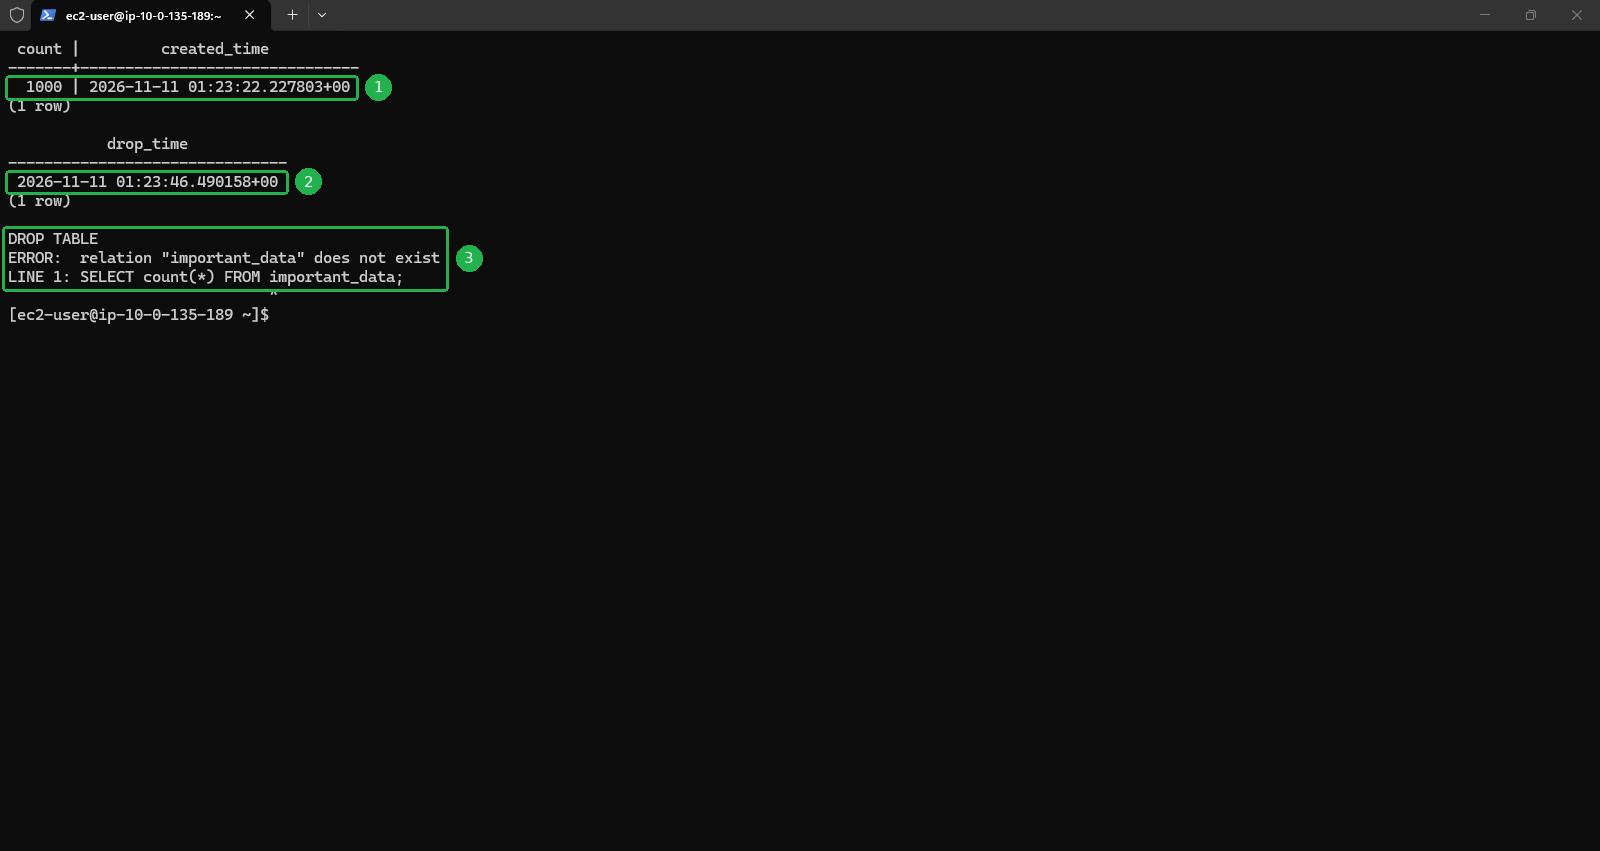 ec2-user@ip-10-0-135-189:~
count | created_time
-------+-------------------------------
1000 | 2026-11-11 01:23:22.227803+00
1
(1 row)
drop_time
-------------------------------
2026-11-11 01:23:46.490158+00
2
(1 row)
DROP TABLE
ERROR:  relation "important_data" does not exist
3
LINE 1: SELECT count(*) FROM important_data;
^
[ec2-user@ip-10-0-135-189 ~]$